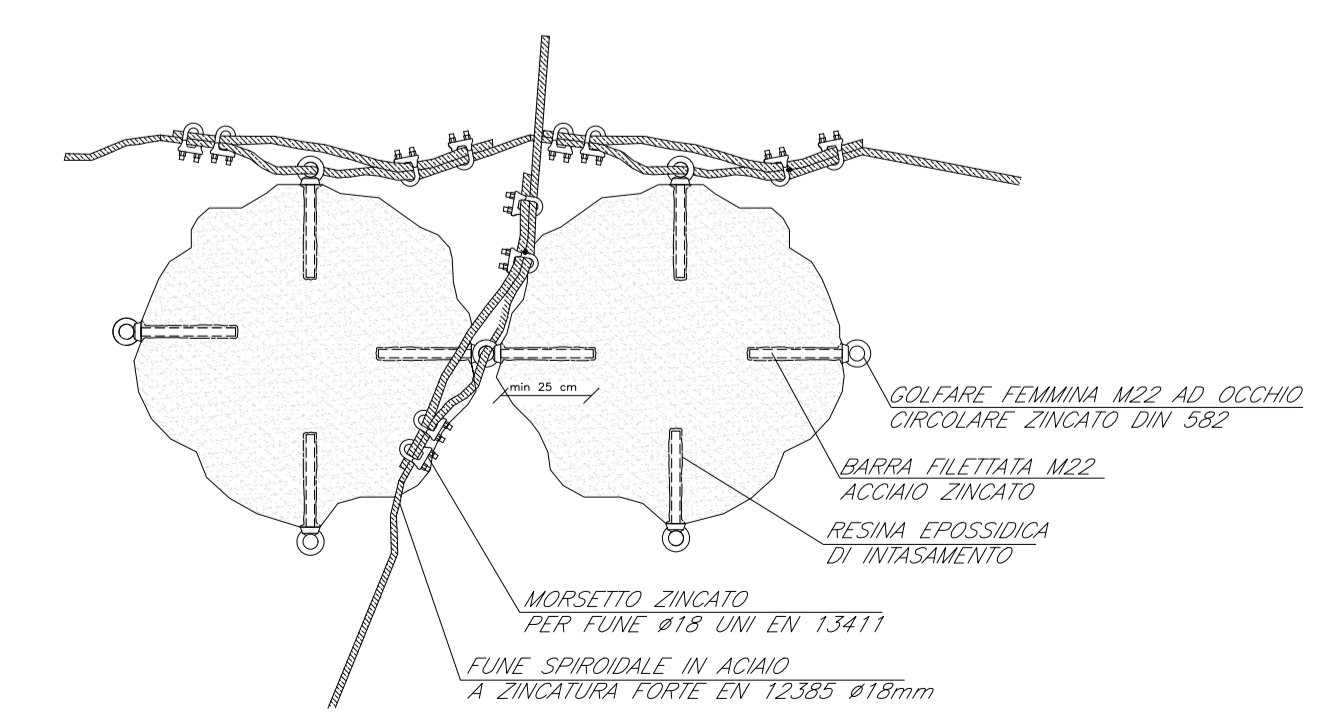 min 25 cm
GOLFARE FEMMINA M22 AD OCCHIO
CIRCOLARE ZINCATO DIN 582
BARRA FILETTATA M22
ACCIAIO ZINCATO
RESINA EPOSSIDICA
DI INTASAMENTO
MORSETTO ZINCATO
PER FUNE ø18 UNI EN 13411
FUNE SPIROIDALE IN ACIAIO
A ZINCATURA FORTE EN 12385 ø18mm